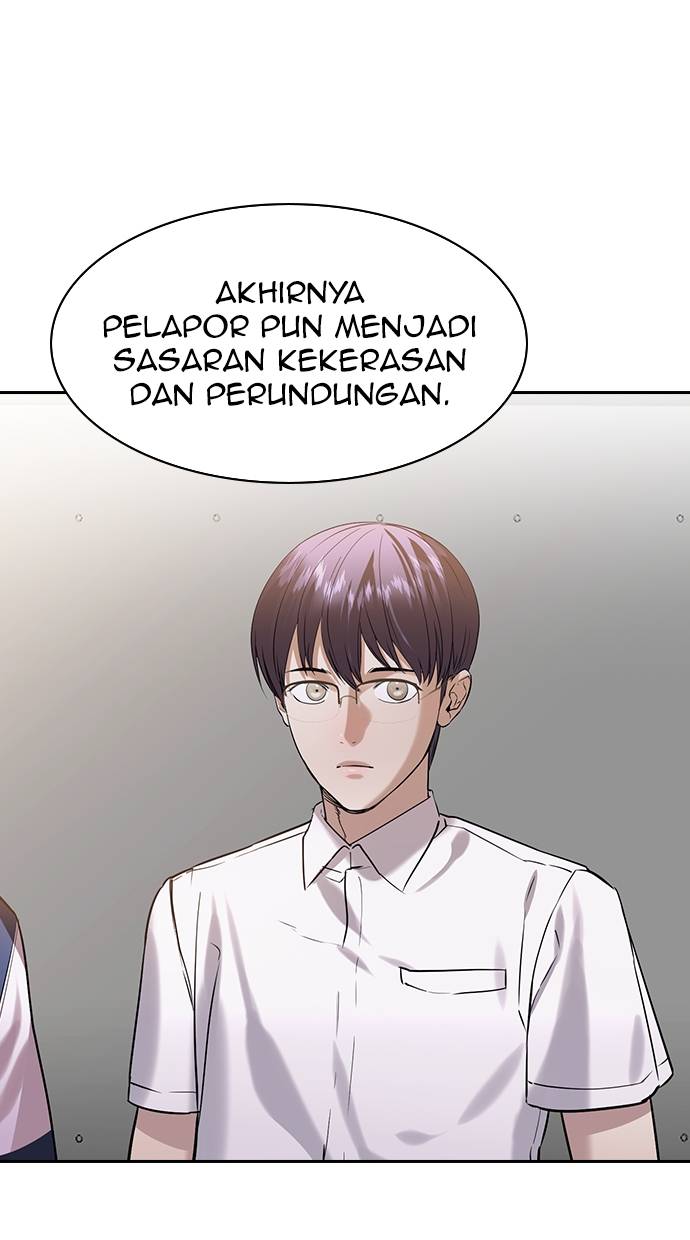 AKHIRNYA
PELAPOR PUN MENJADI
SASARAN KEKERASAN
DAN PERUNDUNGAN.